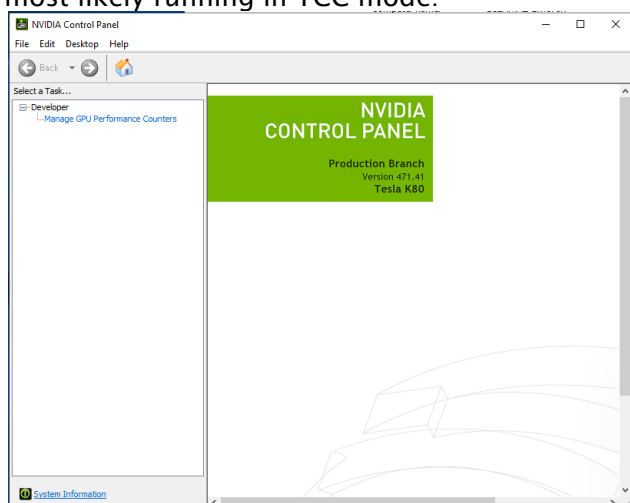 most likely running in TCC mode.
NVIDIA Control Panel
File Edit Desktop Help
Back
Select a Task...
Developer
Manage GPU Performance Counters
NVIDIA
CONTROL PANEL
Production Branch
Version 471.41
Tesla K80
System Information